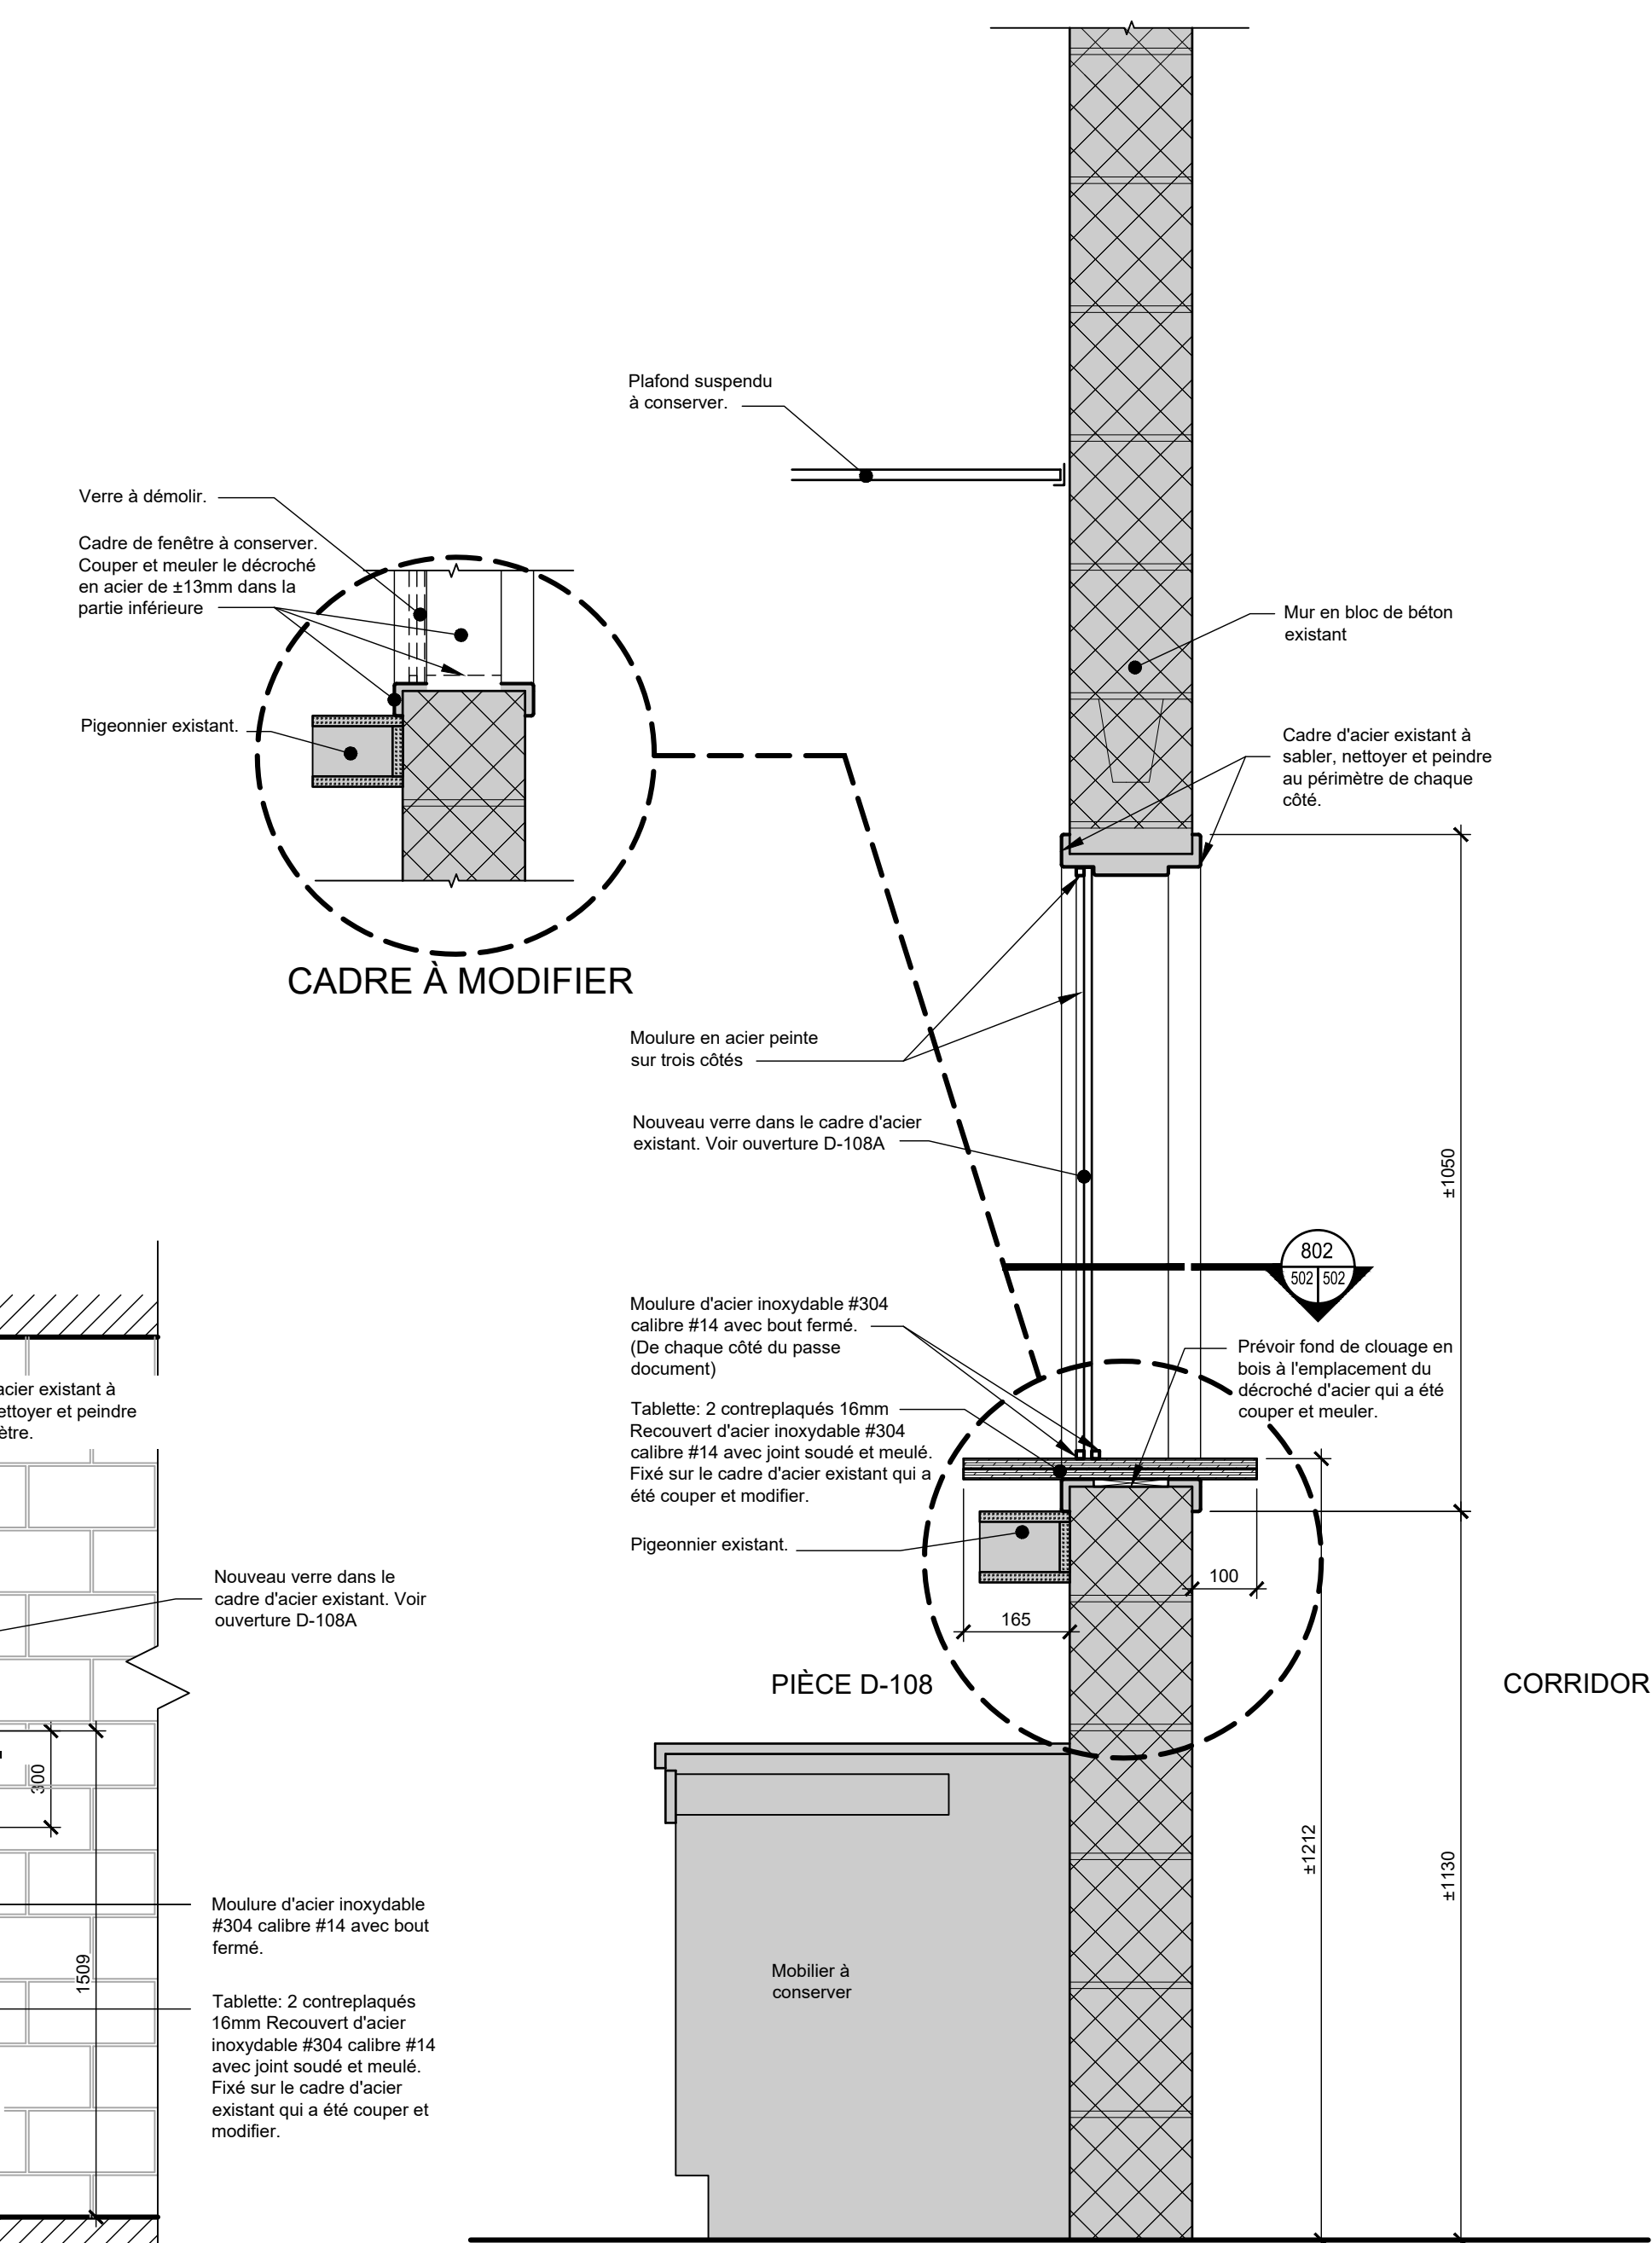 Plafond suspendu
à conserver.
Verre à démolir.
Cadre de fenêtre à conserver.
Couper et meuler le décroché
en acier de ±13mm dans la
partie inférieure
Pigeonnier existant.
CADRE À MODIFIER
Mur en bloc de béton
existant
Cadre d'acier existant à
sabler, nettoyer et peindre
au périmètre de chaque
côté.
Moulure en acier peinte
sur trois côtés
Nouveau verre dans le cadre d'acier
existant. Voir ouverture D-108A
±1050
802
502 502
Moulure d'acier inoxydable #304
calibre #14 avec bout fermé.
(De chaque côté du passe
document)
Tablette: 2 contreplaqués 16mm
Recouvert d'acier inoxydable #304
calibre #14 avec joint soudé et meulé.
Fixé sur le cadre d'acier existant qui a
été couper et modifier.
Pigeonnier existant.
Prévoir fond de clouage en
bois à l'emplacement du
décroché d'acier qui a été
couper et meuler.
100
165
PIÈCE D-108
CORRIDOR
±1212
±1130
Mobilier à
conserver
acier existant à
ettoyer et peindre
ètre.
Nouveau verre dans le
cadre d'acier existant. Voir
ouverture D-108A
300
1509
Moulure d'acier inoxydable
#304 calibre #14 avec bout
fermé.
Tablette: 2 contreplaqués
16mm Recouvert d'acier
inoxydable #304 calibre #14
avec joint soudé et meulé.
Fixé sur le cadre d'acier
existant qui a été couper et
modifier.